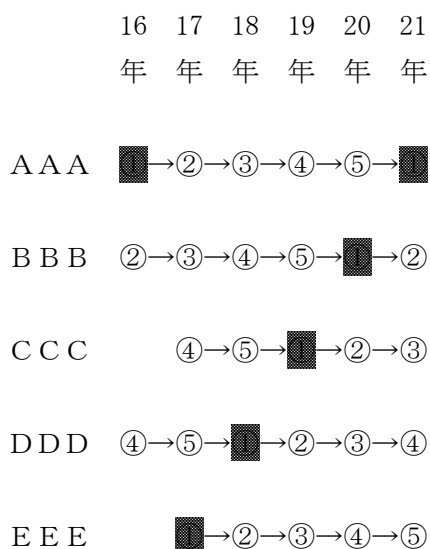 16 17 18 19 20 21
年 年 年 年 年 年
AAA ①→②→③→④→⑤→①
BBB ②→③→④→⑤→①→②
CCC ④→⑤→①→②→③
DDD ④→⑤→①→②→③→④
EEE ①→②→③→④→⑤